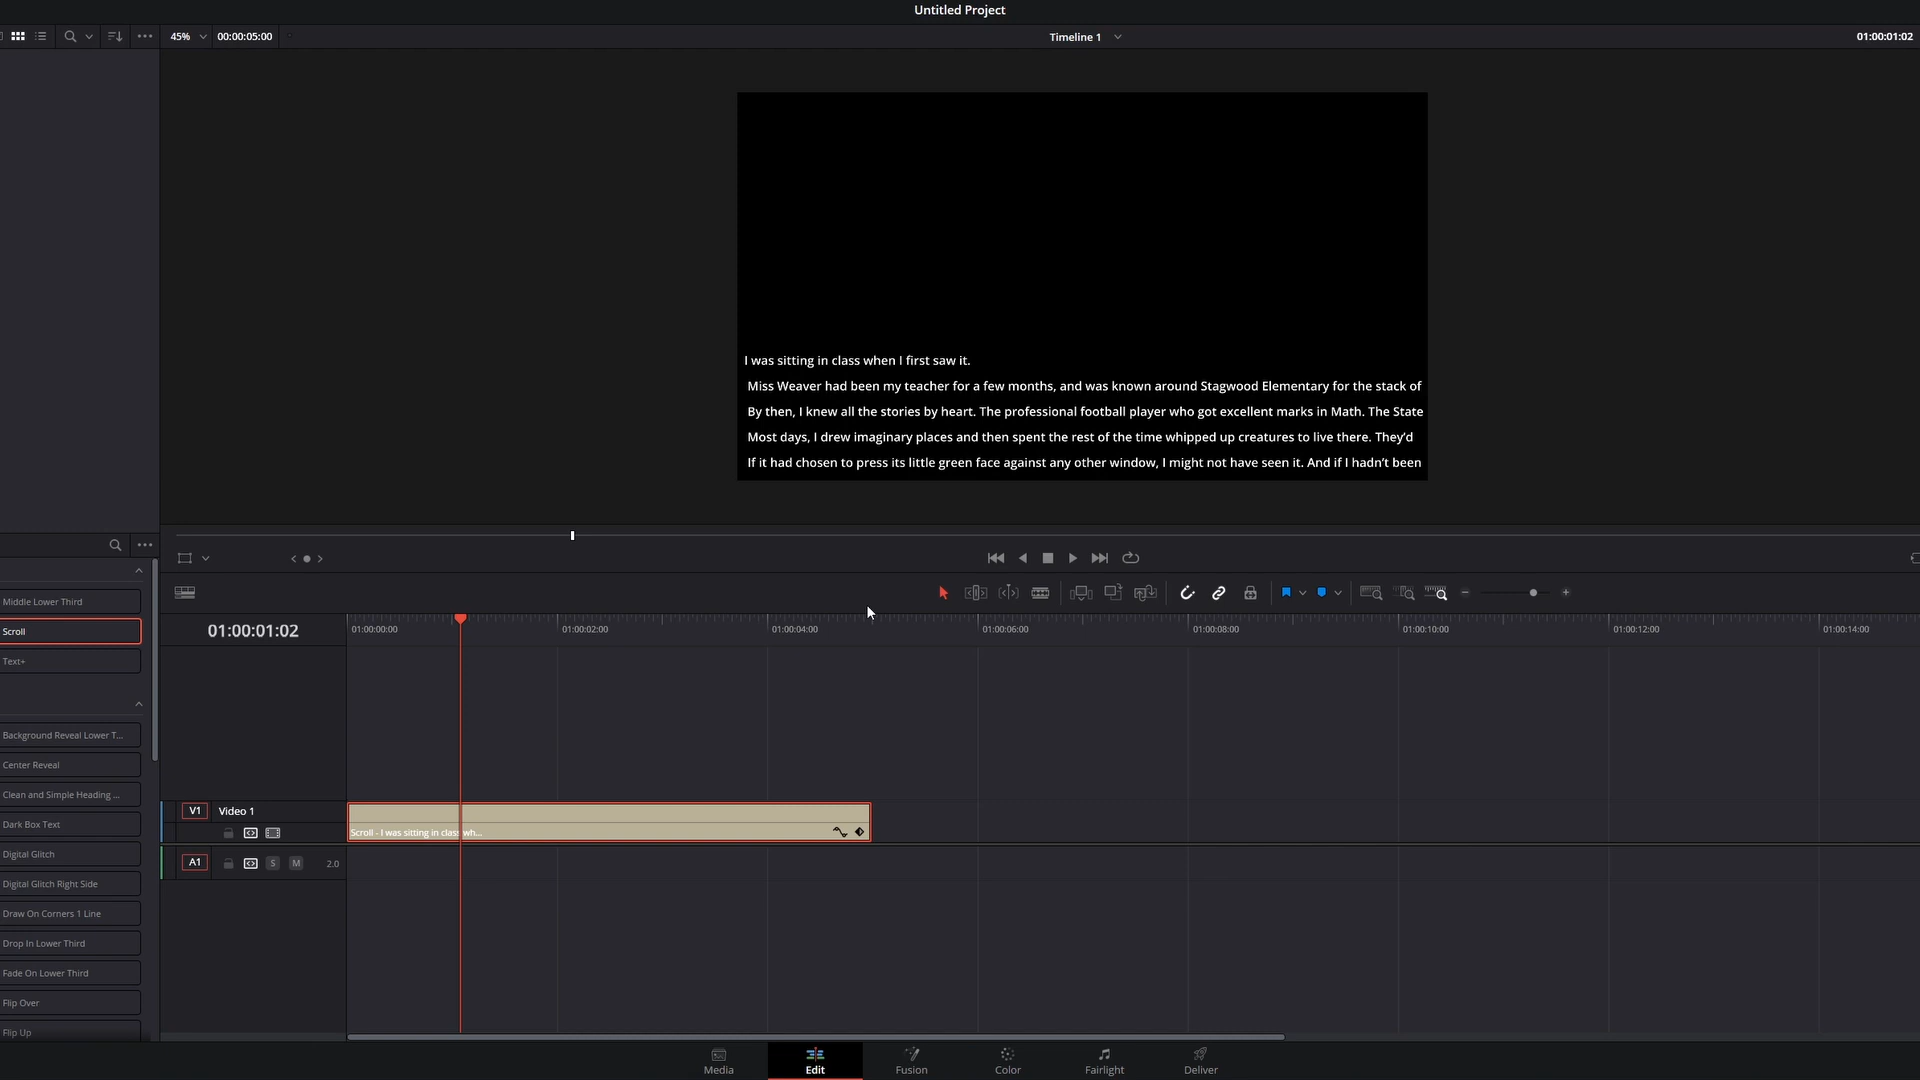 Untitled Project
45%
00:00:05:00
Timeline 1
01:00:01:02
I was sitting in class when I first saw it.
Miss Weaver had been my teacher for a few months, and was known around Stagwood Elementary for the stack of
By then, I knew all the stories by heart. The professional football player who got excellent marks in Math. The State
Most days, I drew imaginary places and then spent the rest of the time whipped up creatures to live there. They’d
If it had chosen to press its little green face against any other window, I might not have seen it. And if I hadn’t been
Middle Lower Third
Scroll
Text+
Background Reveal Lower T...
Center Reveal
Clean and Simple Heading ...
Dark Box Text
Digital Glitch
Digital Glitch Right Side
Draw On Corners 1 Line
Drop In Lower Third
Fade On Lower Third
Flip Over
Flip Up
01:00:01:02
01:00:00:00
01:00:02:00
01:00:04:00
01:00:06:00
01:00:08:00
01:00:10:00
01:00:12:00
01:00:14:00
V1
Video 1
Scroll - I was sitting in class wh...
A1
S
M
2.0
Media
Edit
Fusion
Color
Fairlight
Deliver